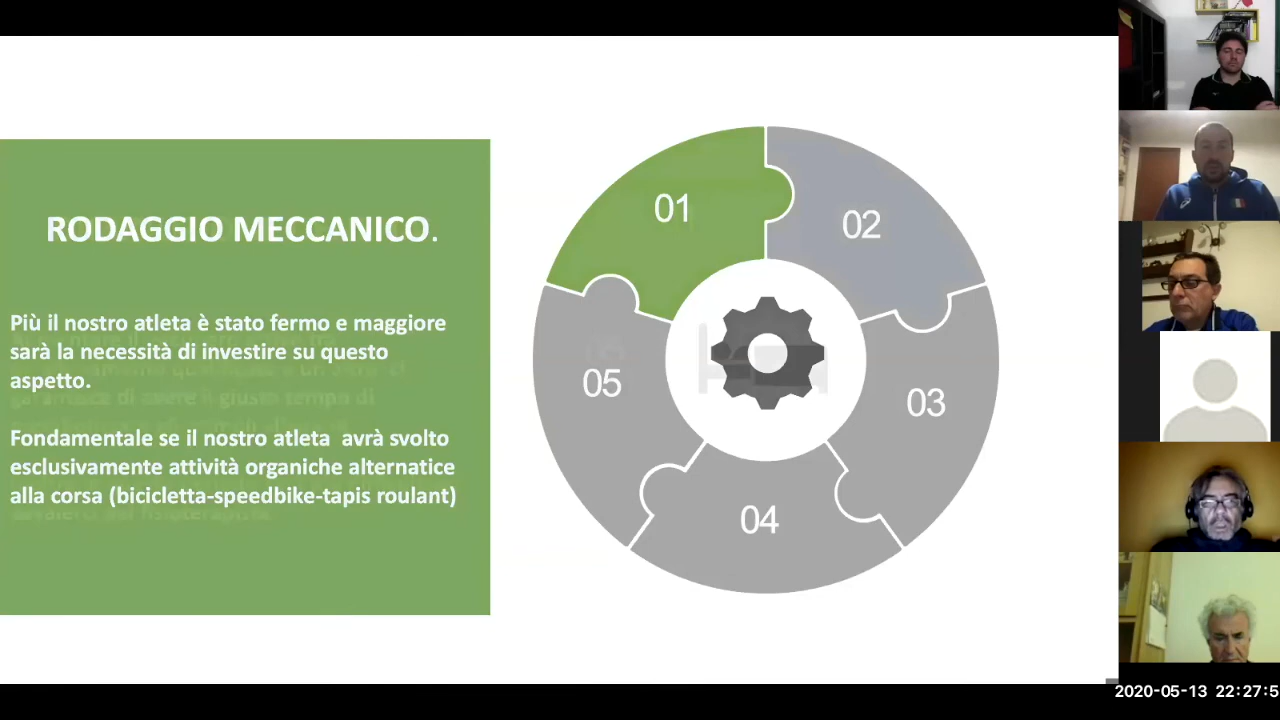 RODAGGIO MECCANICO.
Più il nostro atleta è stato fermo e maggiore
sarà la necessità di investire su questo
aspetto.
Fondamentale se il nostro atleta avrà svolto
esclusivamente attività organiche alternatice
alla corsa (bicicletta-speedbike-tapis roulant)
01
02
03
04
05
2020-05-13 22:27:5